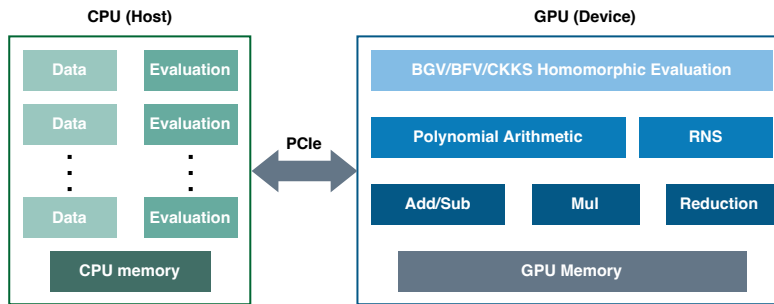 CPU (Host)
GPU (Device)
Data
Evaluation
Data
Evaluation
Data
Evaluation
CPU memory
PCIe
BGV/BFV/CKKS Homomorphic Evaluation
Polynomial Arithmetic
RNS
Add/Sub
Mul
Reduction
GPU Memory